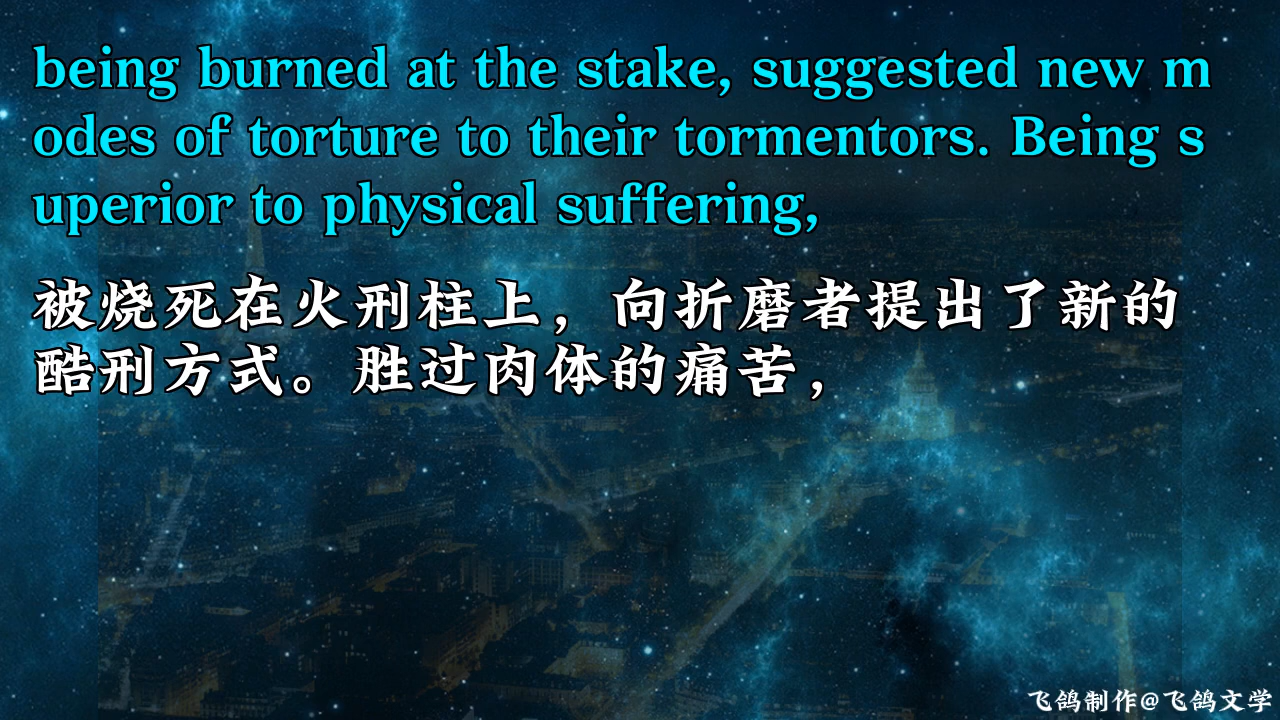 being burned at the stake, suggested new m
odes of torture to their tormentors. Being s
uperior to physical suffering,
被烧死在火刑柱上，向折磨者提出了新的
酷刑方式。胜过肉体的痛苦，
飞鸽制作@飞鸽文学